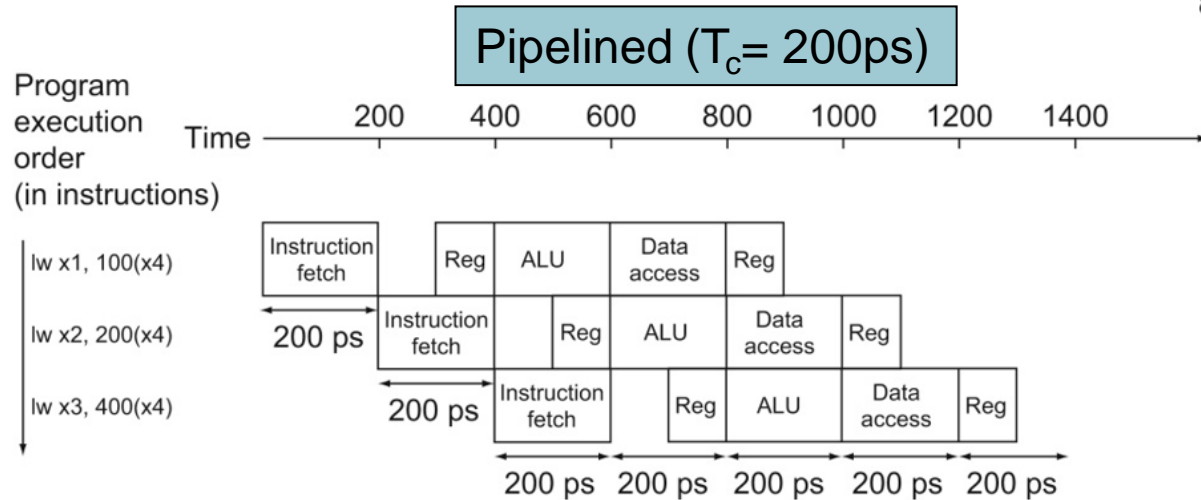 Pipelined (Tc= 200ps)
Program
execution
order
(in instructions)
Time
200 400 600 800 1000 1200 1400
lw x1, 100(x4)
Instruction
fetch
Reg
ALU
Data
access
Reg
200 ps
lw x2, 200(x4)
Instruction
fetch
Reg
ALU
Data
access
Reg
200 ps
lw x3, 400(x4)
Instruction
fetch
Reg
ALU
Data
access
Reg
200 ps 200 ps 200 ps 200 ps 200 ps